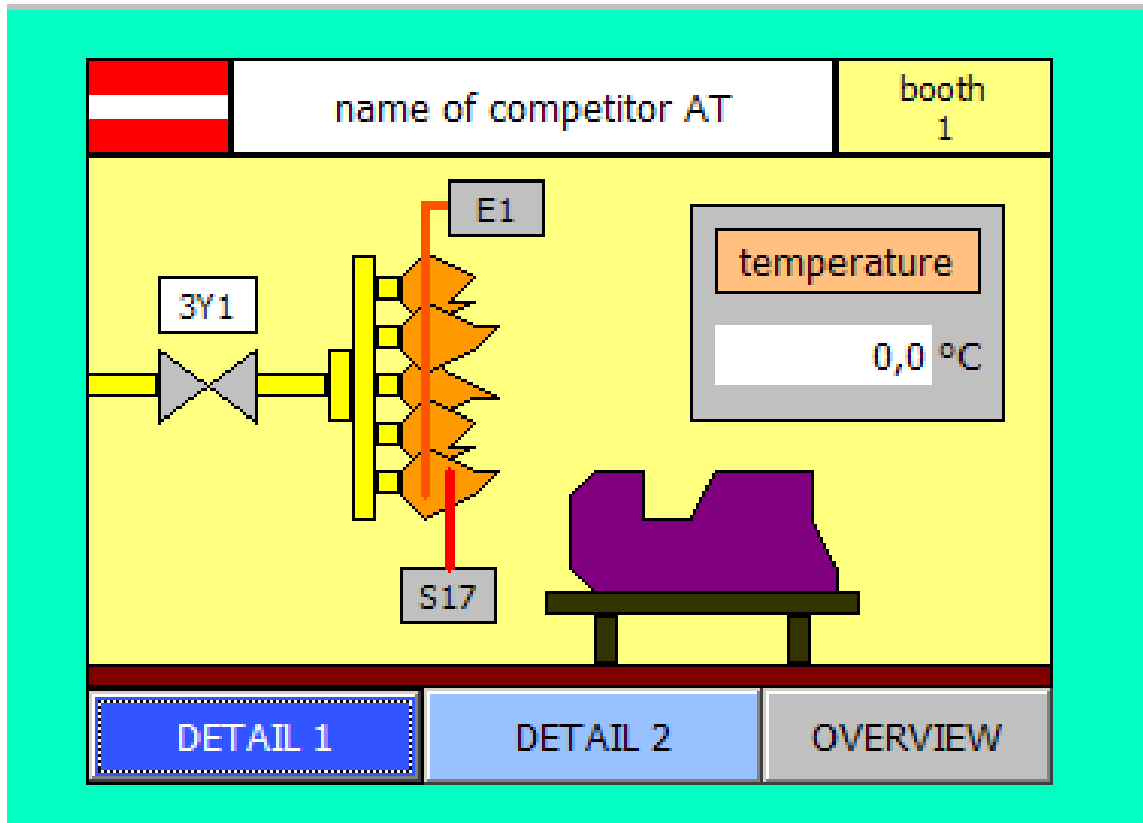 name of competitor AT
booth
1
E1
temperature
3Y1
0,0 °C
S17
DETAIL 1
DETAIL 2
OVERVIEW